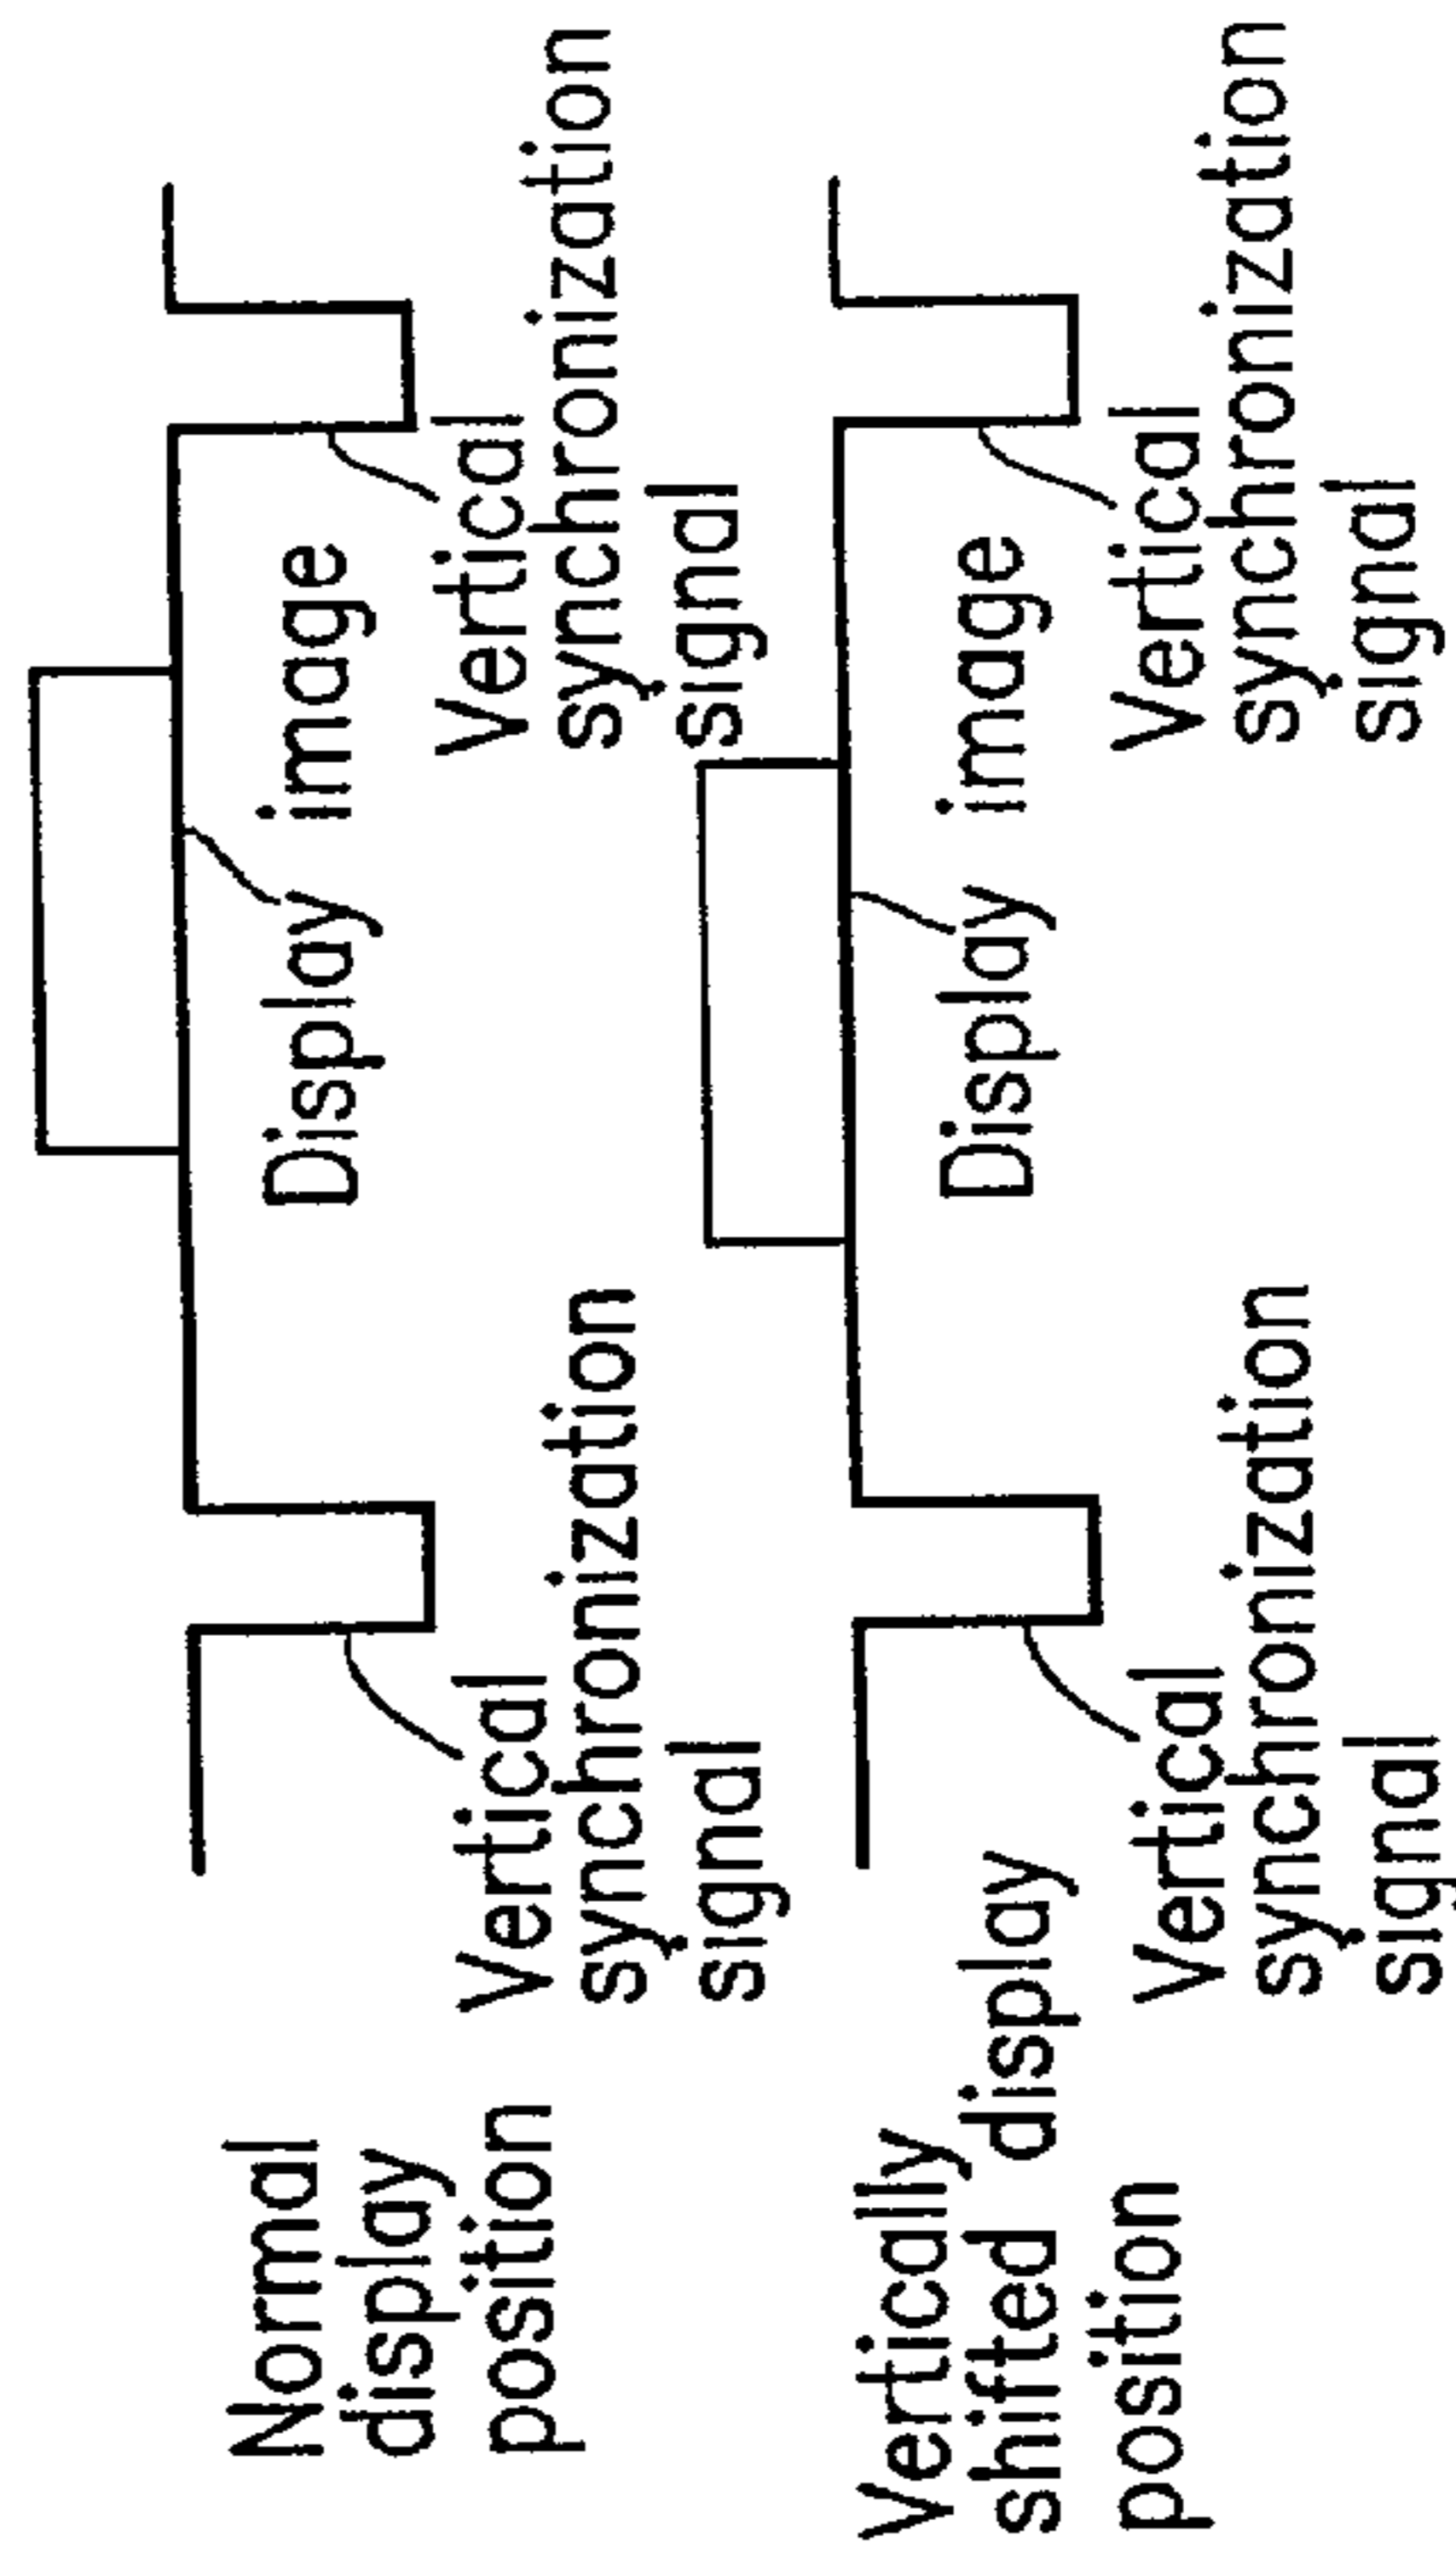 Normal
display
position
Vertical
synchronization
signal
Display image
Vertical
synchronization
signal
Vertically
shifted display
position
Vertical
synchronization
signal
Display image
Vertical
synchronization
signal